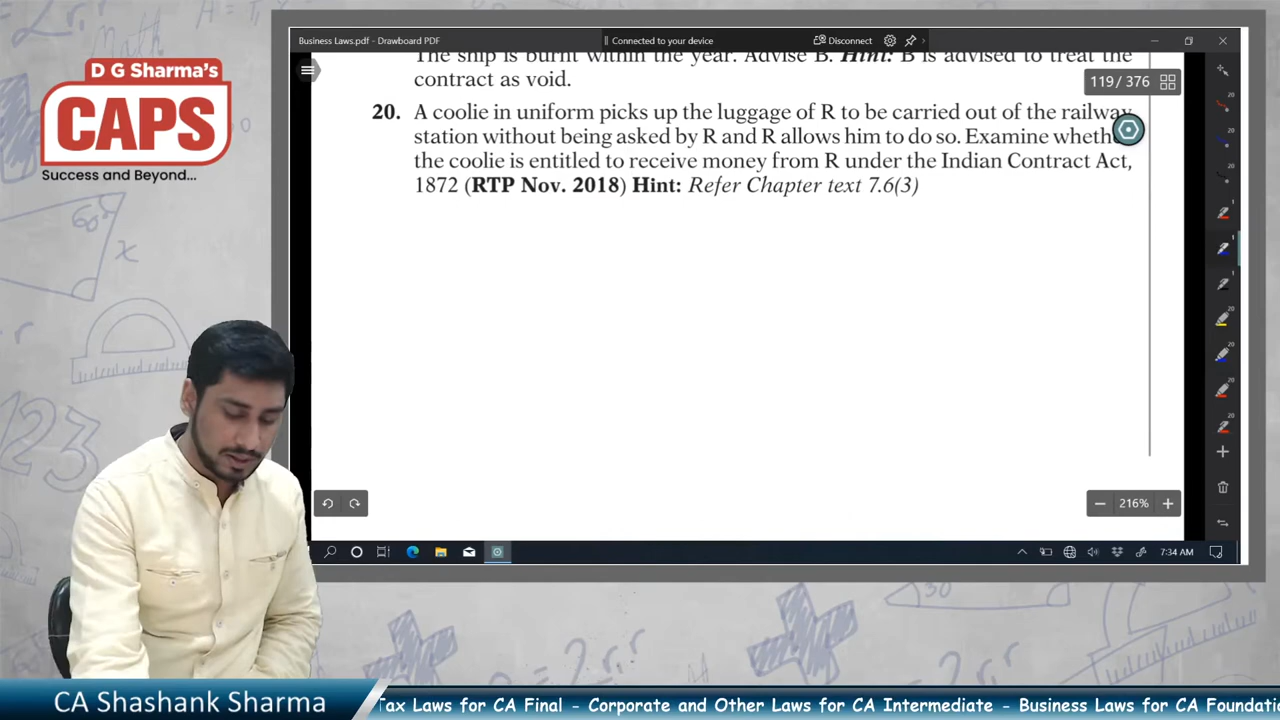 D G Sharma's
CAPS
Success and Beyond...
Business Laws.pdf - Drawboard PDF
Connected to your device
Disconnect
The ship is burnt within the year. Advise B. Hint: B is advised to treat the
contract as void.
119 / 376
20. A coolie in uniform picks up the luggage of R to be carried out of the railway
station without being asked by R and R allows him to do so. Examine wheth
the coolie is entitled to receive money from R under the Indian Contract Act,
1872 (RTP Nov. 2018) Hint: Refer Chapter text 7.6(3)
216%
7:34 AM
CA Shashank Sharma
Tax Laws for CA Final - Corporate and Other Laws for CA Intermediate - Business Laws for CA Foundati